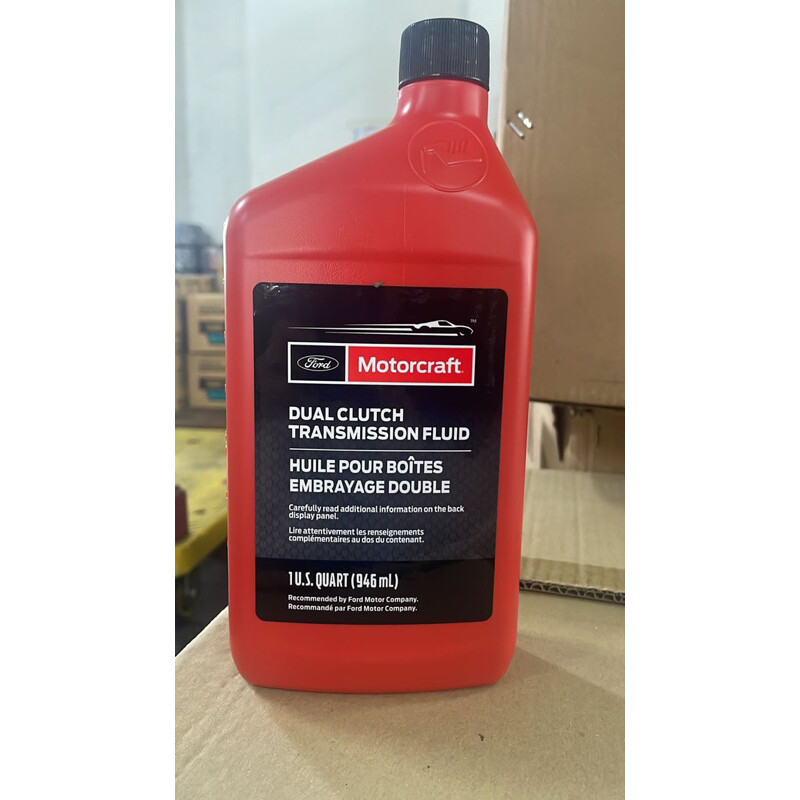 TM
Ford
Motorcraft
DUAL CLUTCH
TRANSMISSION FLUID
HUILE POUR BOÎTES
EMBRAYAGE DOUBLE
Carefully read additional information on the back
display panel.
Lire attentivement les renseignements
complémentaires au dos du contenant.
1 U.S. QUART (946 mL)
Recommended by Ford Motor Company.
Recommandé par Ford Motor Company.